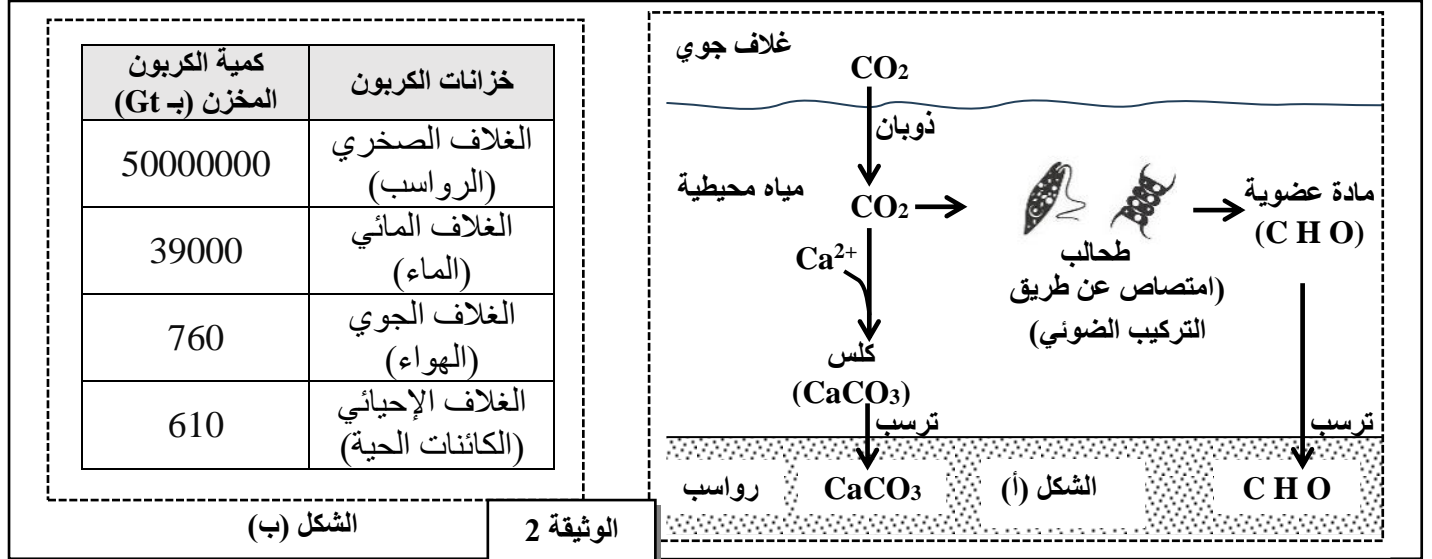 غلاف جوي
CO2
ذوبان
مياه محيطية
CO2
مادة عضوية
(C H O)
Ca2+
طحالب
(امتصاص عن طريق
التركيب الضوئي)
كلس
(CaCO3)
ترسب
ترسب
رواسب
CaCO3
الشكل (أ)
C H O
خزانات الكربون
كمية الكربون
المخزن (بـ Gt)
الغلاف الصخري
(الرواسب)
50000000
الغلاف المائي
(الماء)
39000
الغلاف الجوي
(الهواء)
760
الغلاف الإحيائي
(الكائنات الحية)
610
الشكل (ب)
الوثيقة 2